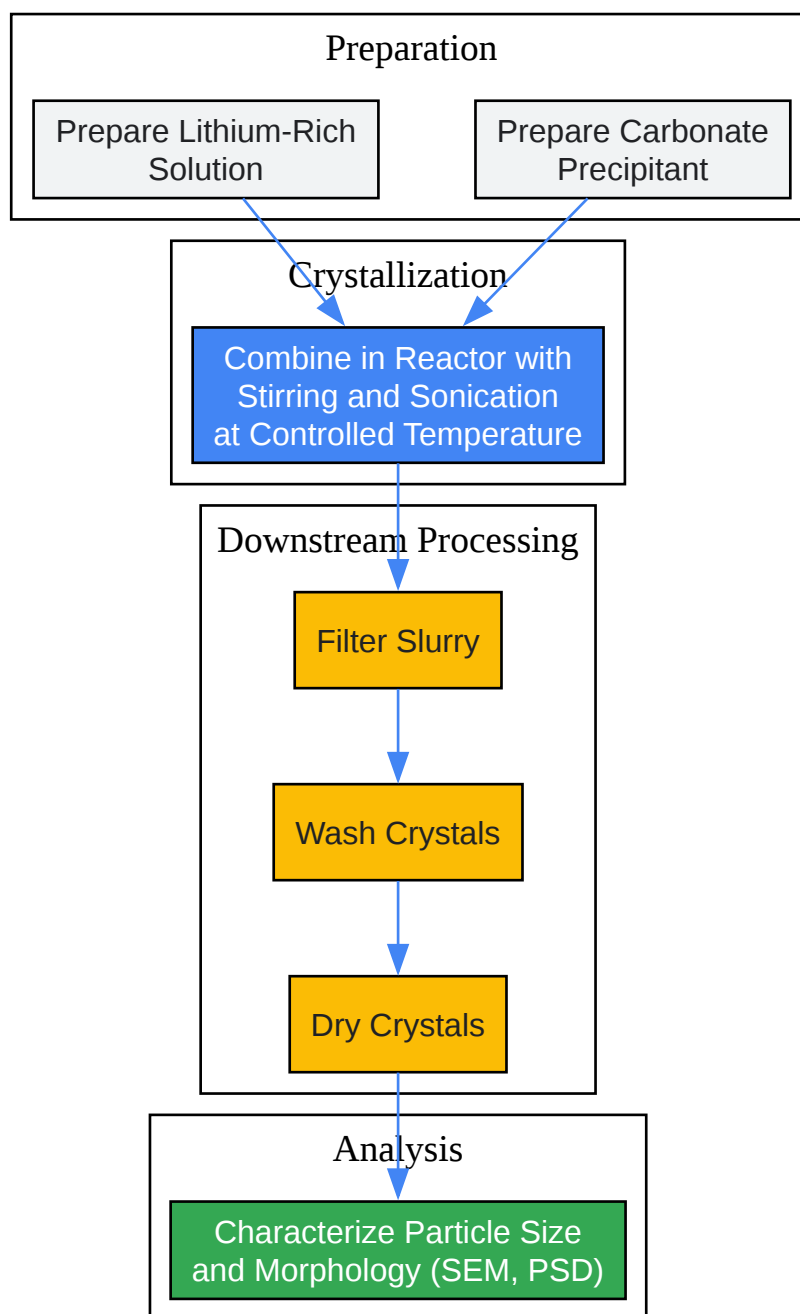 Preparation
Prepare Lithium-Rich
Solution
Prepare Carbonate
Precipitant
Crystallization
Combine in Reactor with
Stirring and Sonication
at Controlled Temperature
Downstream Processing
Filter Slurry
Wash Crystals
Dry Crystals
Analysis
Characterize Particle Size
and Morphology (SEM, PSD)